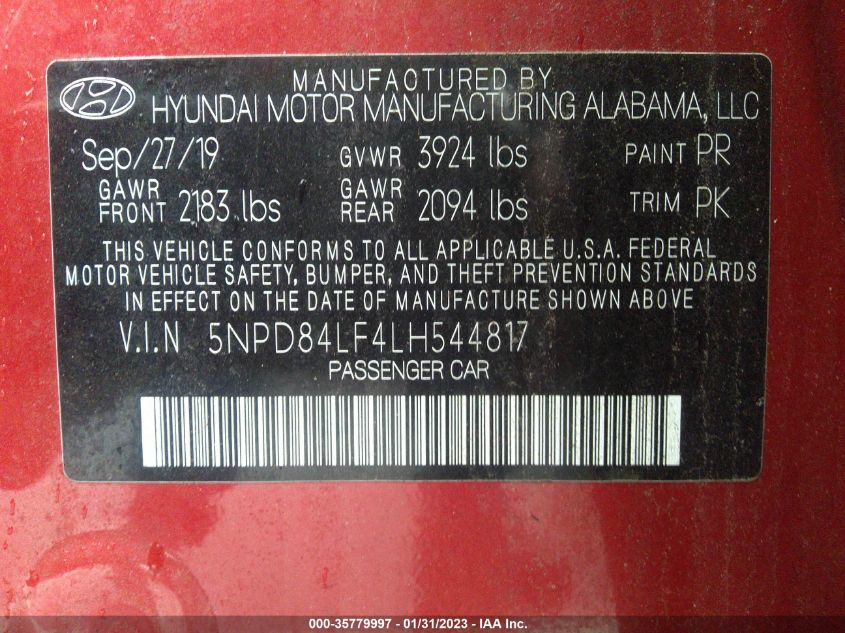 MANUFACTURED BY
HYUNDAI MOTOR MANUFACTURING ALABAMA, LLC
Sep/27/19 GVWR 3924 lbs PAINT PR
GAWR FRONT 2183 lbs GAWR REAR 2094 lbs TRIM PK
THIS VEHICLE CONFORMS TO ALL APPLICABLE U.S.A. FEDERAL
MOTOR VEHICLE SAFETY, BUMPER, AND THEFT PREVENTION STANDARDS
IN EFFECT ON THE DATE OF MANUFACTURE SHOWN ABOVE
V.I.N 5NPD84LF4LH544817
PASSENGER CAR
000-35779997 - 01/31/2023 - IAA Inc.